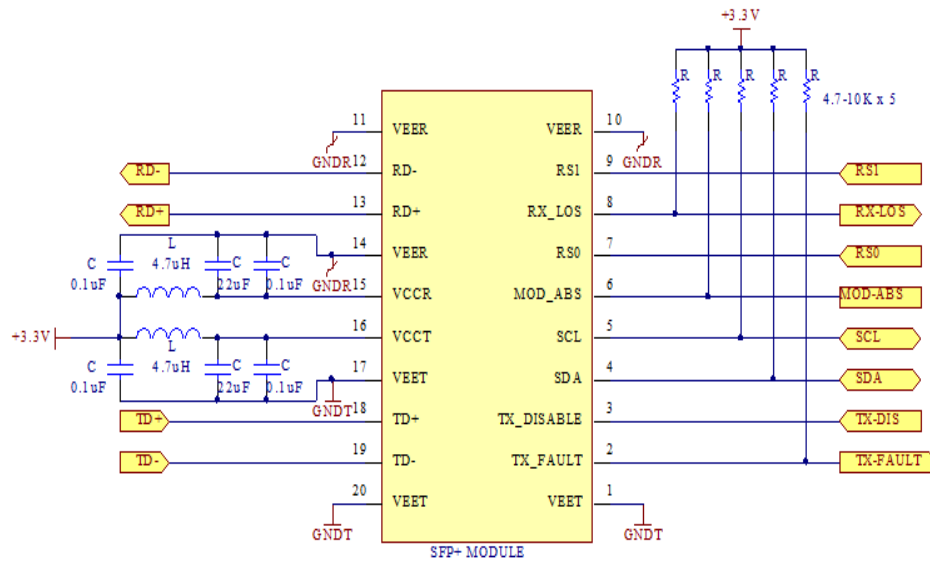 +3.3V
R R R R R
4.7-10K x 5
11 VEER VEER 10
GNDR GNDR
RD- 12 RD- RS1 9 RS1
RD+ 13 RD+ RX_LOS 8 RX-LOS
14 VEER RS0 7 RS0
L
C 4.7uH C C
0.1uF 22uF 0.1uF
GNDR
15 VCCR MOD_ABS 6 MOD-ABS
+3.3V 16 VCCT SCL 5 SCL
L
C 4.7uH C C
0.1uF 22uF 0.1uF
17 VEET SDA 4 SDA
GNDT
TD+ 18 TD+ TX_DISABLE 3 TX-DIS
TD- 19 TD- TX_FAULT 2 TX-FAULT
20 VEET VEET 1
GNDT GNDT
SFP+ MODULE